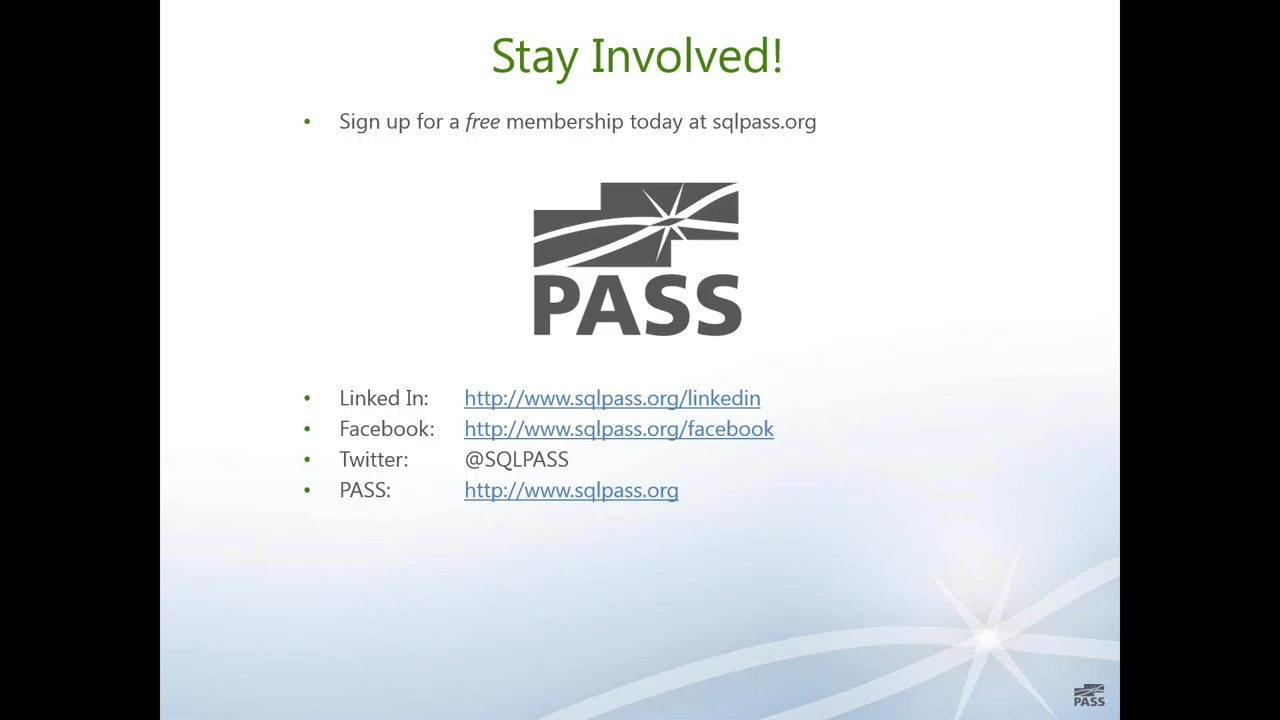 Stay Involved!
• Sign up for a free membership today at sqlpass.org
PASS
• Linked In: http://www.sqlpass.org/linkedin
• Facebook: http://www.sqlpass.org/facebook
• Twitter: @SQLPASS
• PASS: http://www.sqlpass.org
PASS